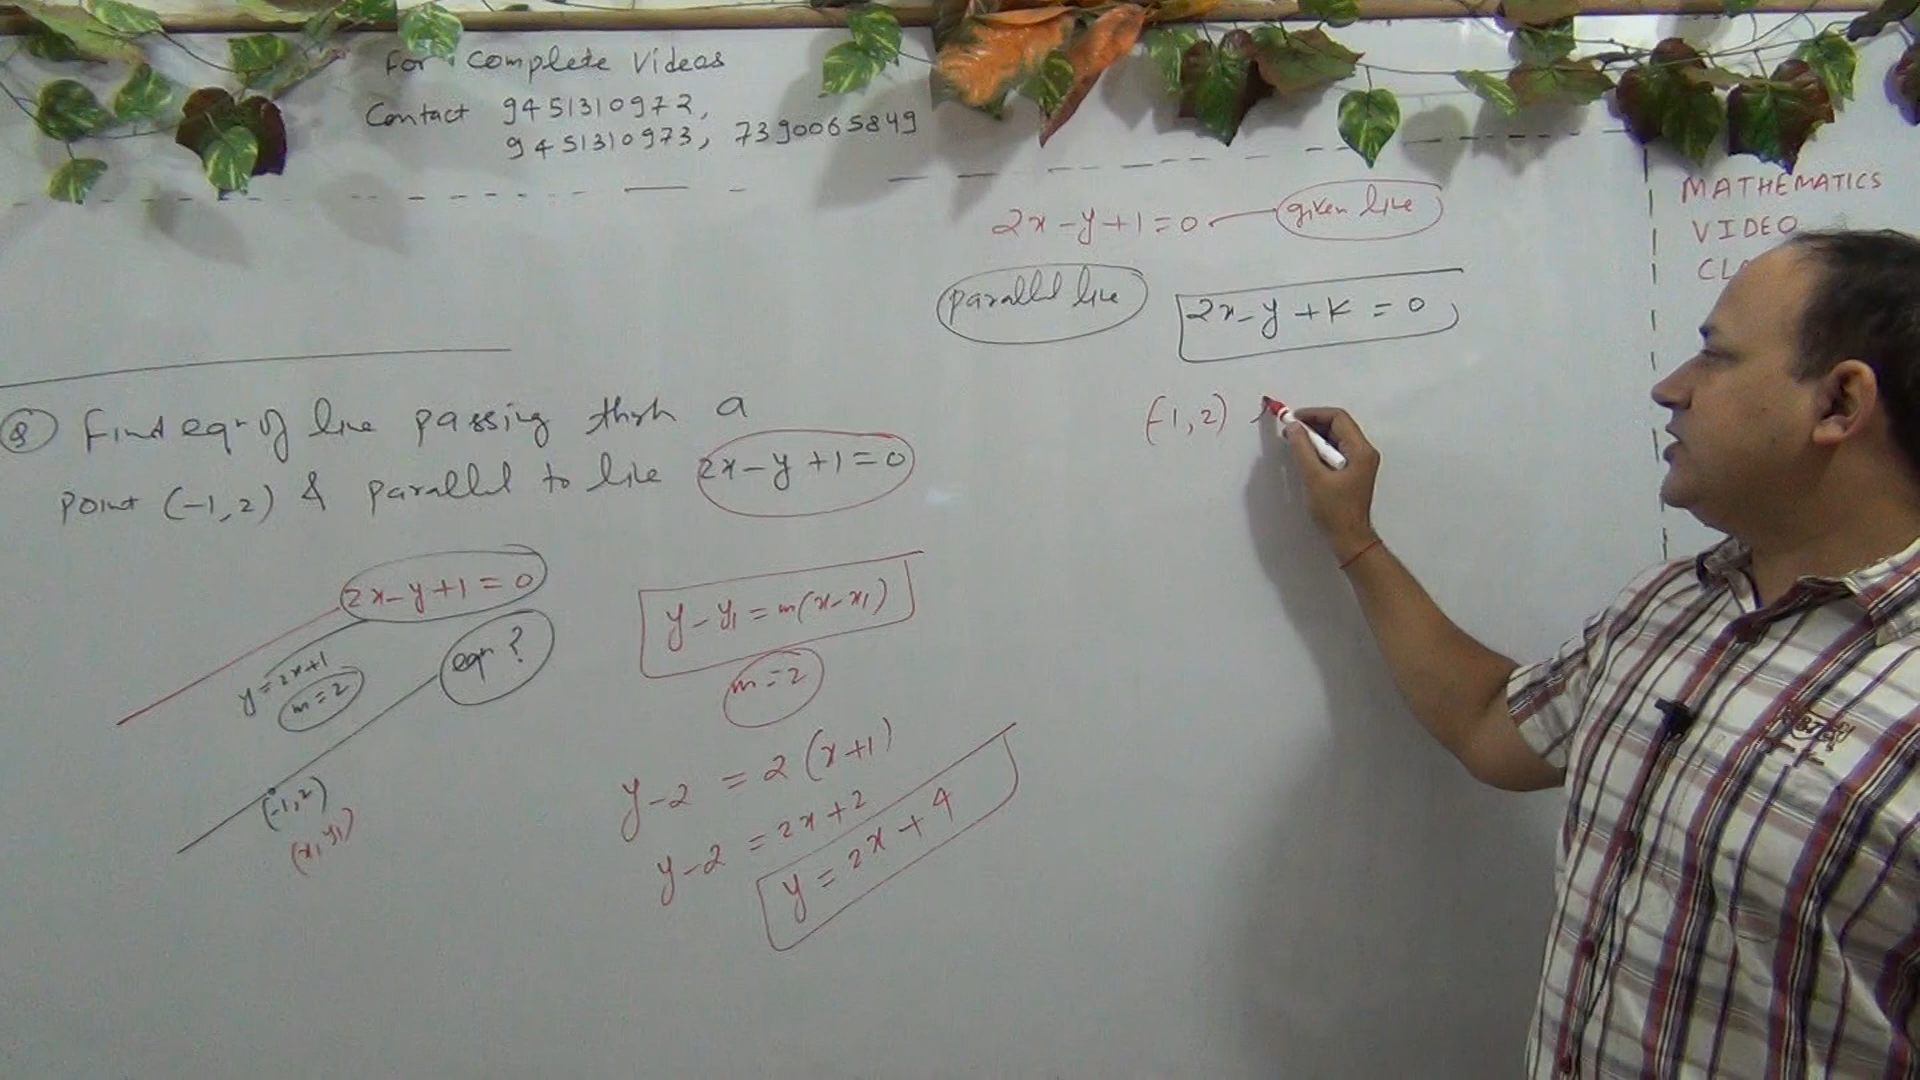 For Complete Videos
Contact 9451310972,
9451310973, 7390065849
MATHEMATICS
VIDEO
2x-y+1=0 given line
parallel line 2x-y+k=0
(-1,2)
Q Find eqn of line passing thrgh a
point (-1,2) & parallel to line 2x-y+1=0
2x-y+1=0
y=2x+1
m=2
eqn ?
(-1,2)
(x1,y1)
y-y1=m(x-x1)
m=2
y-2=2(x+1)
y-2=2x+2
y=2x+4